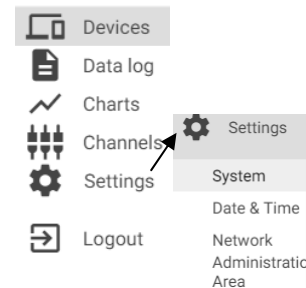 Devices
Data log
Charts
Channels
Settings
Logout
Settings
System
Date & Time
Network
Administratio
Area